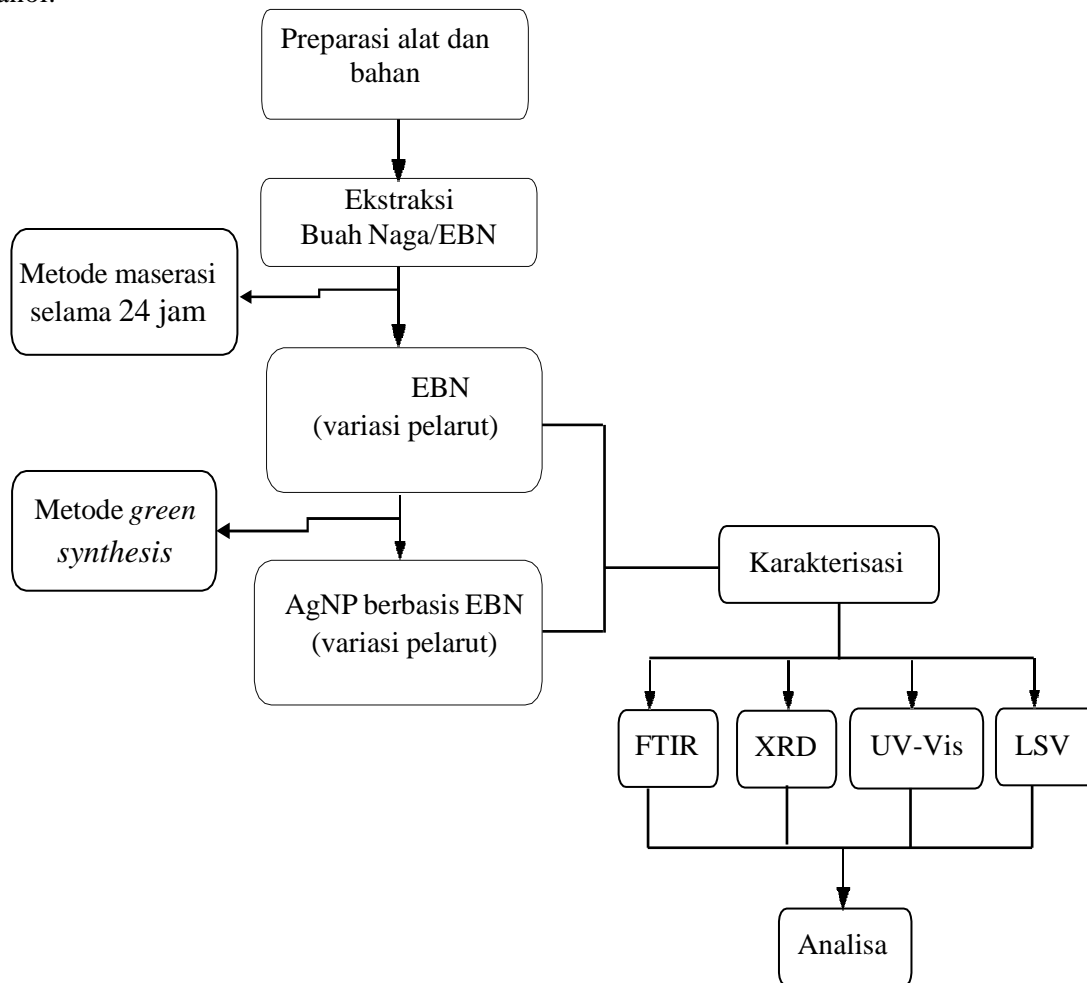 Preparasi alat dan
bahan
Ekstraksi
Buah Naga/EBN
Metode maserasi
selama 24 jam
EBN
(variasi pelarut)
Metode green
synthesis
AgNP berbasis EBN
(variasi pelarut)
Karakterisasi
FTIR
XRD
UV-Vis
LSV
Analisa